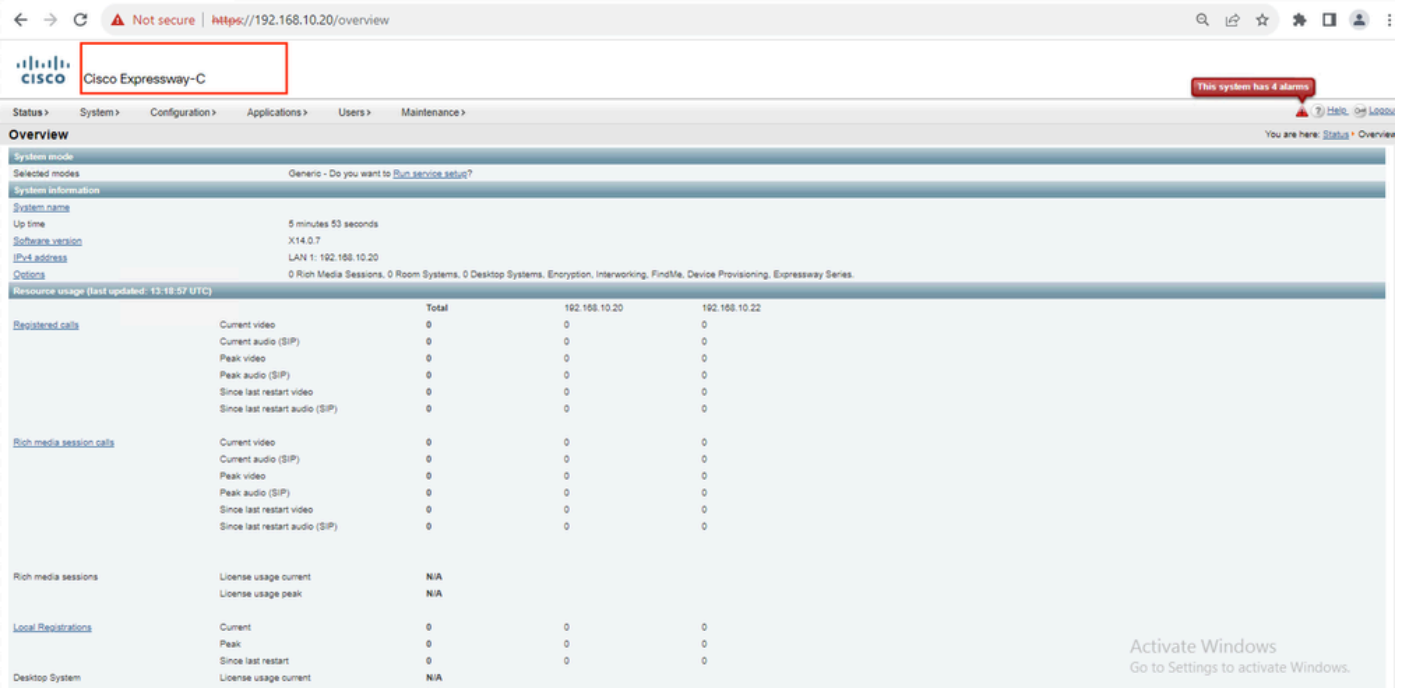 Not secure https://192.168.10.20/overview
CISCO Cisco Expressway-C
This system has 4 alarms
Status > System > Configuration > Applications > Users > Maintenance > Help Logou
Overview You are here: Status Overview
System mode
Selected modes Generic - Do you want to Run service setup?
System information
System name
Up time 5 minutes 53 seconds
Software version X14.0.7
IPv4 address LAN 1: 192.168.10.20
Options 0 Rich Media Sessions, 0 Room Systems, 0 Desktop Systems, Encryption, Interworking, FindMe, Device Provisioning, Expressway Series.
Resource usage (last updated: 13:18:57 UTC)
Total 192.168.10.20 192.168.10.22
Registered calls Current video 0 0 0
Current audio (SIP) 0 0 0
Peak video 0 0 0
Peak audio (SIP) 0 0 0
Since last restart video 0 0 0
Since last restart audio (SIP) 0 0 0
Rich media session calls Current video 0 0 0
Current audio (SIP) 0 0 0
Peak video 0 0 0
Peak audio (SIP) 0 0 0
Since last restart video 0 0 0
Since last restart audio (SIP) 0 0 0
Rich media sessions License usage current N/A
License usage peak N/A
Local Registrations Current 0 0 0
Peak 0 0 0
Since last restart 0 0 0
Desktop System License usage current N/A
Activate Windows
Go to Settings to activate Windows.